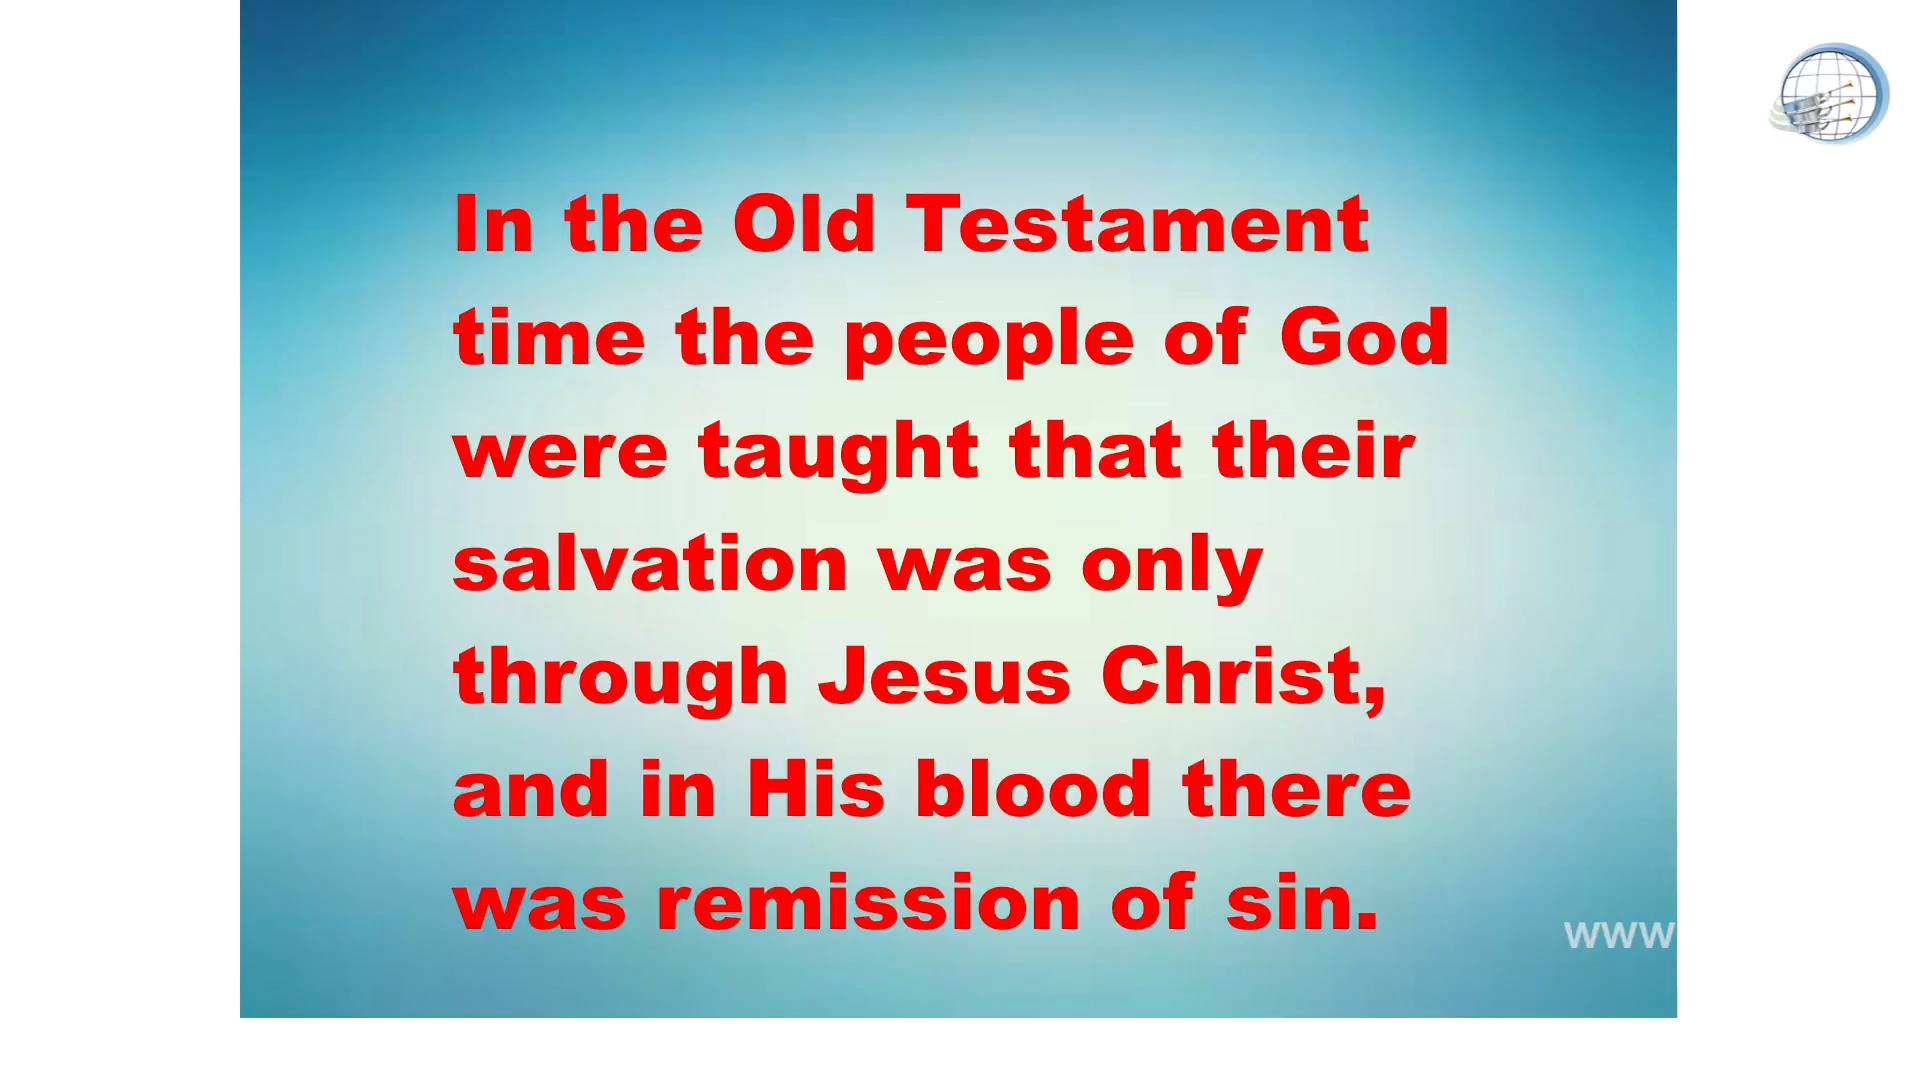 In the Old Testament
time the people of God
were taught that their
salvation was only
through Jesus Christ,
and in His blood there
was remission of sin.
www